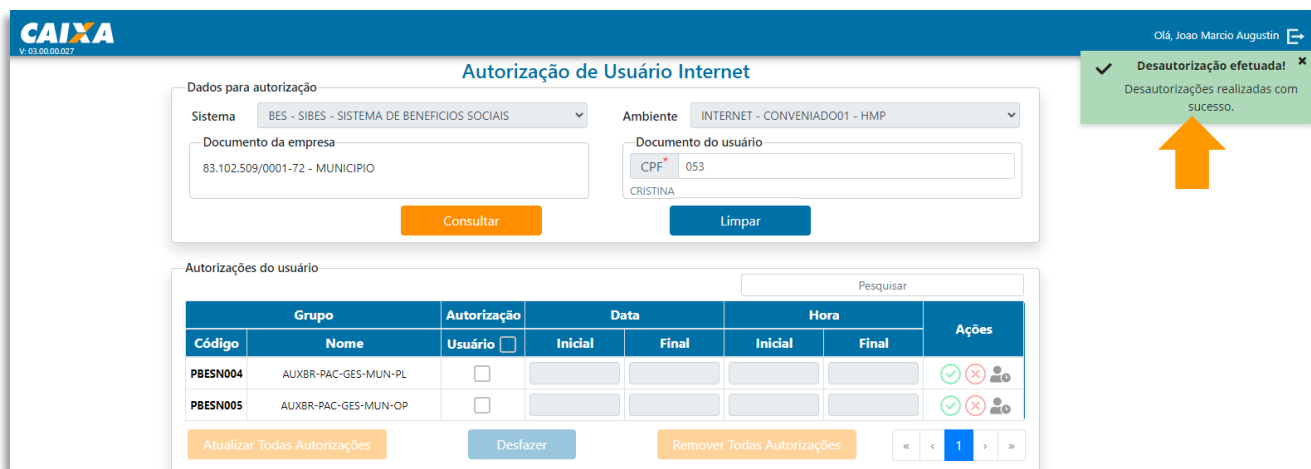 CAIXA
V: 03.00.00.027
Olá, Joao Marcio Augustin
Desautorização efetuada!
Desautorizações realizadas com
sucesso.
Autorização de Usuário Internet
Dados para autorização
Sistema BES - SIBES - SISTEMA DE BENEFICIOS SOCIAIS Ambiente INTERNET - CONVENIADO01 - HMP
Documento da empresa Documento do usuário
83.102.509/0001-72 - MUNICIPIO CPF* 053
CRISTINA
Consultar Limpar
Autorizações do usuário
Pesquisar
Grupo Autorização Data Hora Ações
Código Nome Usuário Inicial Final Inicial Final
PBESN004 AUXBR-PAC-GES-MUN-PL
PBESN005 AUXBR-PAC-GES-MUN-OP
Atualizar Todas Autorizações Desfazer Remover Todas Autorizações « ‹ 1 › »